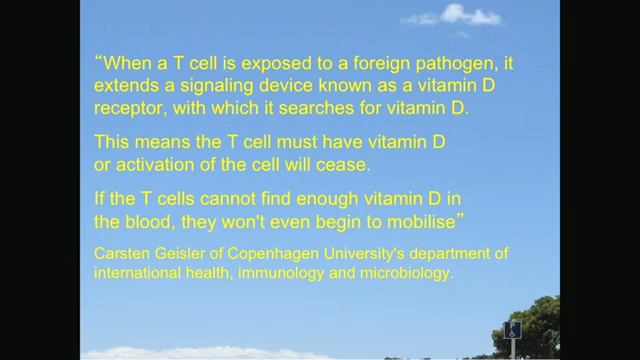 “When a T cell is exposed to a foreign pathogen, it
extends a signaling device known as a vitamin D
receptor, with which it searches for vitamin D.
This means the T cell must have vitamin D
or activation of the cell will cease.
If the T cells cannot find enough vitamin D in
the blood, they won't even begin to mobilise”
Carsten Geisler of Copenhagen University's department of
international health, immunology and microbiology.